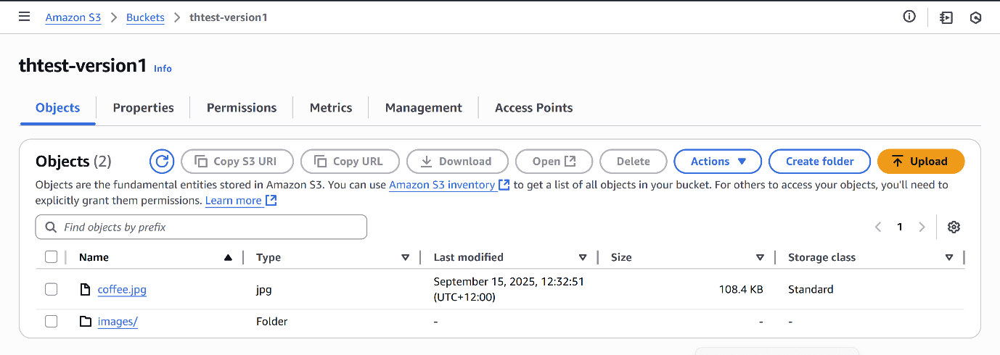 Amazon S3 > Buckets > thtest-version1
thtest-version1 Info
Objects Properties Permissions Metrics Management Access Points
Objects (2) Copy S3 URI Copy URL Download Open Delete Actions Create folder Upload
Objects are the fundamental entities stored in Amazon S3. You can use Amazon S3 inventory to get a list of all objects in your bucket. For others to access your objects, you'll need to
explicitly grant them permissions. Learn more
Find objects by prefix 1
Name Type Last modified Size Storage class
coffee.jpg jpg September 15, 2025, 12:32:51 (UTC+12:00) 108.4 KB Standard
images/ Folder - - -